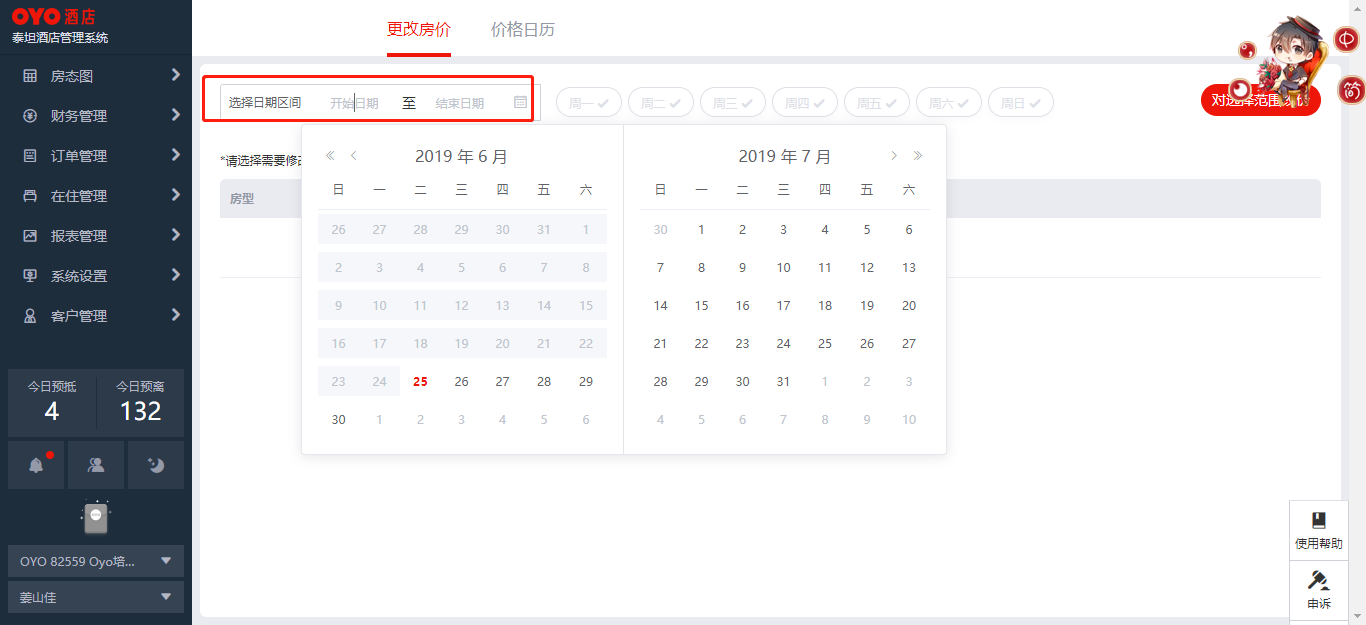 OYO 酒店
泰坦酒店管理系统
房态图
财务管理
订单管理
在住管理
报表管理
系统设置
客户管理
今日预抵 今日预离
4 132
OYO 82559 Oyo培...
姜山佳
更改房价 价格日历
选择日期区间 开始日期 至 结束日期
周一 周二 周三 周四 周五 周六 周日
对选择范围
中
简
*请选择需要修改
房型
2019 年 6 月
日 一 二 三 四 五 六
26 27 28 29 30 31 1
2 3 4 5 6 7 8
9 10 11 12 13 14 15
16 17 18 19 20 21 22
23 24 25 26 27 28 29
30 1 2 3 4 5 6
2019 年 7 月
日 一 二 三 四 五 六
30 1 2 3 4 5 6
7 8 9 10 11 12 13
14 15 16 17 18 19 20
21 22 23 24 25 26 27
28 29 30 31 1 2 3
4 5 6 7 8 9 10
使用帮助
申诉